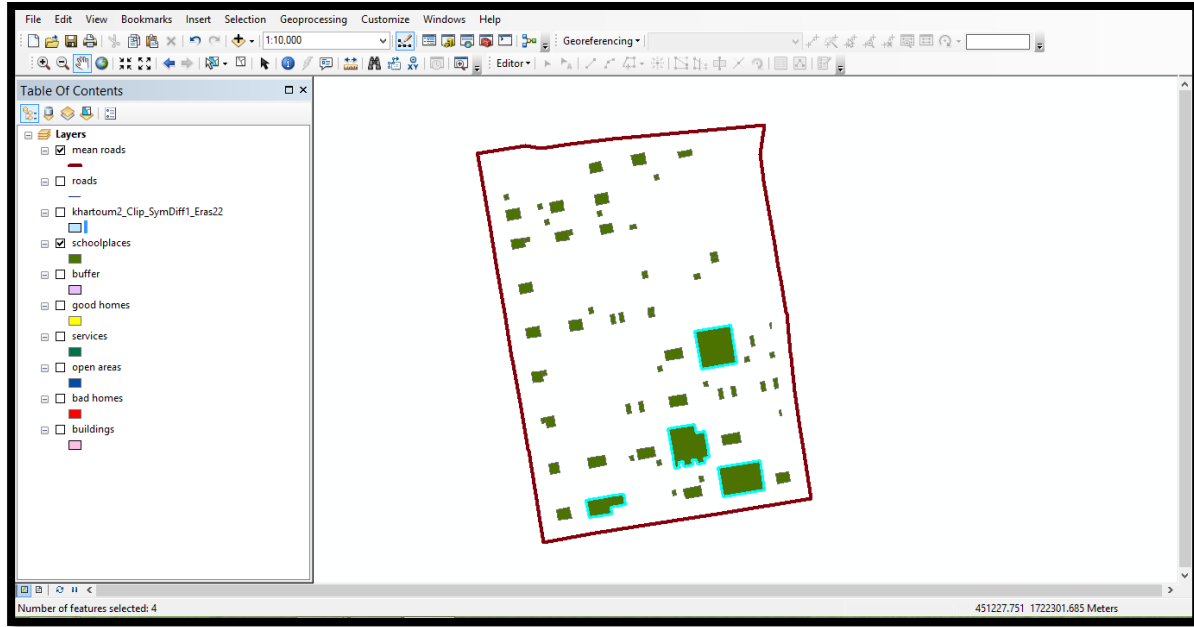 File Edit View Bookmarks Insert Selection Geoprocessing Customize Windows Help
1:10,000 Georeferencing
Editor
Table Of Contents
Layers
mean roads
roads
khartoum2_Clip_SymDiff1_Eras22
schoolplaces
buffer
good homes
services
open areas
bad homes
buildings
Number of features selected: 4 451227.751 1722301.685 Meters